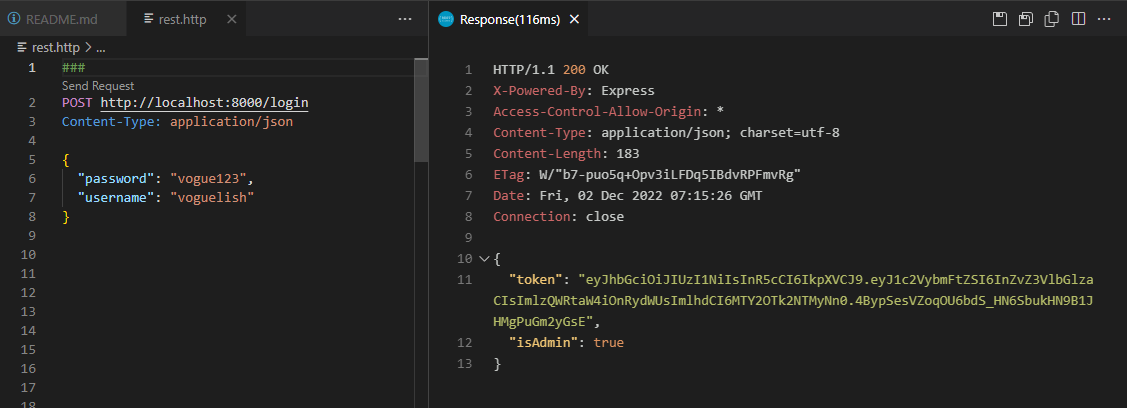 README.md
rest.http
rest.http > ...
1 ###
Send Request
2 POST http://localhost:8000/login
3 Content-Type: application/json
4
5 {
6 "password": "vogue123",
7 "username": "voguelish"
8 }
9
10
11
12
13
14
15
16
17
18
Response(116ms)
1 HTTP/1.1 200 OK
2 X-Powered-By: Express
3 Access-Control-Allow-Origin: *
4 Content-Type: application/json; charset=utf-8
5 Content-Length: 183
6 ETag: W/"b7-puo5q+Opv3iLFDq5IBdvRPFmvRg"
7 Date: Fri, 02 Dec 2022 07:15:26 GMT
8 Connection: close
9
10 {
11 "token": "eyJhbGciOiJIUzI1NiIsInR5cCI6IkpXVCJ9.eyJ1c2VybmFtZSI6InZvZ3VlbGlza
CIsImlzQWRtaW4iOnRydWUsImlhdCI6MTY2OTk2NTMyNn0.4BypSesVZoqOU6bdS_HN6SbukHN9B1J
HMgPuGm2yGsE",
12 "isAdmin": true
13 }